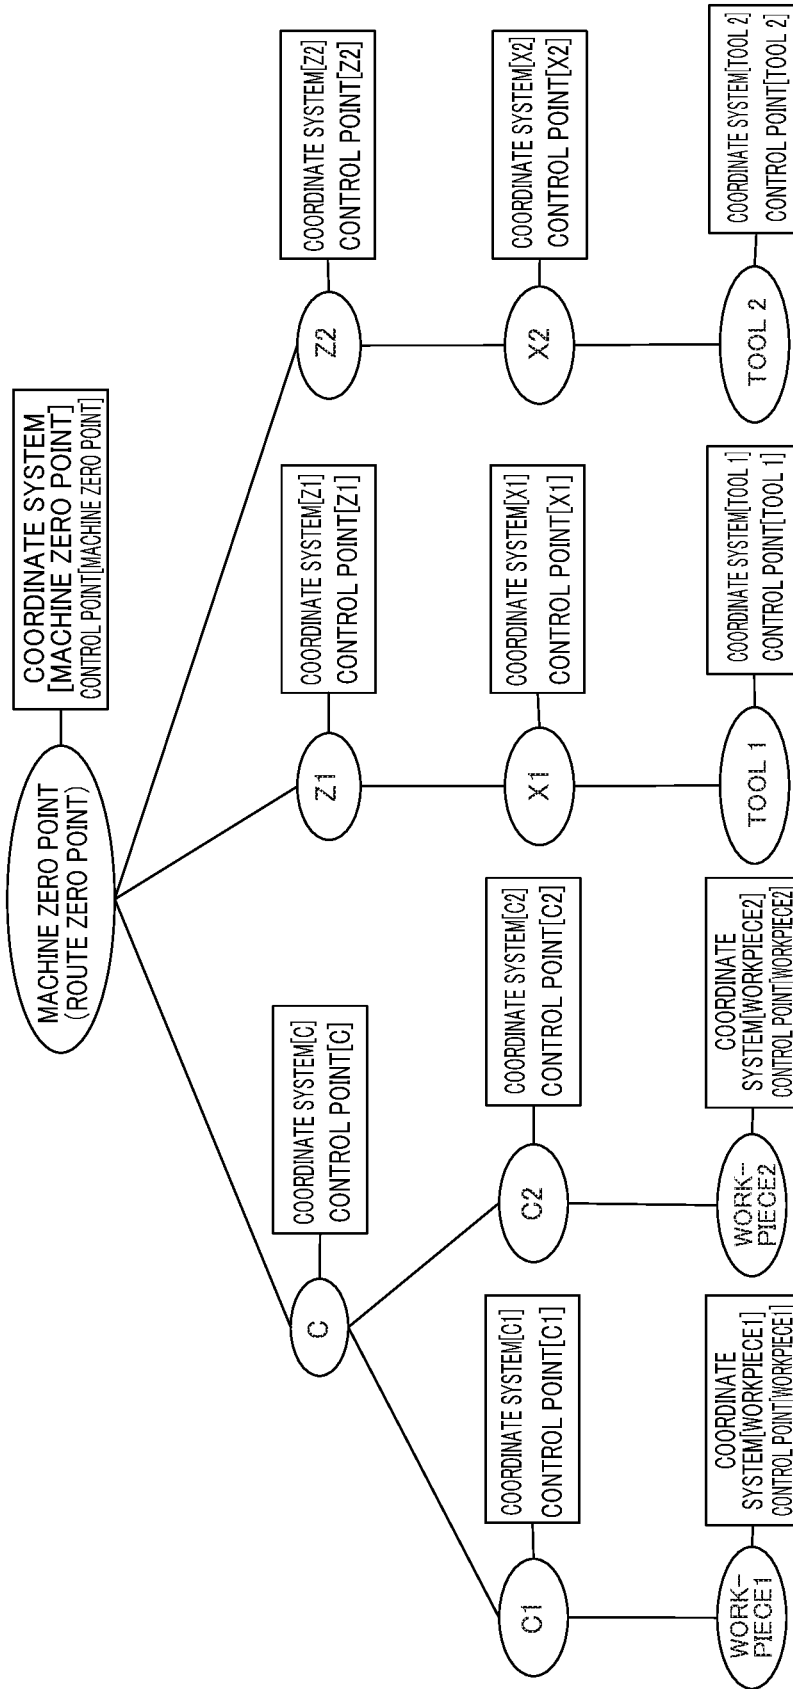 MACHINE ZERO POINT
(ROUTE ZERO POINT)
COORDINATE SYSTEM
[MACHINE ZERO POINT]
CONTROL POINT[MACHINE ZERO POINT]
C
COORDINATE SYSTEM[C]
CONTROL POINT[C]
Z1
COORDINATE SYSTEM[Z1]
CONTROL POINT[Z1]
Z2
COORDINATE SYSTEM[Z2]
CONTROL POINT[Z2]
C1
COORDINATE SYSTEM[C1]
CONTROL POINT[C1]
C2
COORDINATE SYSTEM[C2]
CONTROL POINT[C2]
X1
COORDINATE SYSTEM[X1]
CONTROL POINT[X1]
X2
COORDINATE SYSTEM[X2]
CONTROL POINT[X2]
WORK-
PIECE1
COORDINATE
SYSTEM[WORKPIECE1]
CONTROL POINT[WORKPIECE1]
WORK-
PIECE2
COORDINATE
SYSTEM[WORKPIECE2]
CONTROL POINT[WORKPIECE2]
TOOL 1
COORDINATE SYSTEM[TOOL 1]
CONTROL POINT[TOOL 1]
TOOL 2
COORDINATE SYSTEM[TOOL 2]
CONTROL POINT[TOOL 2]